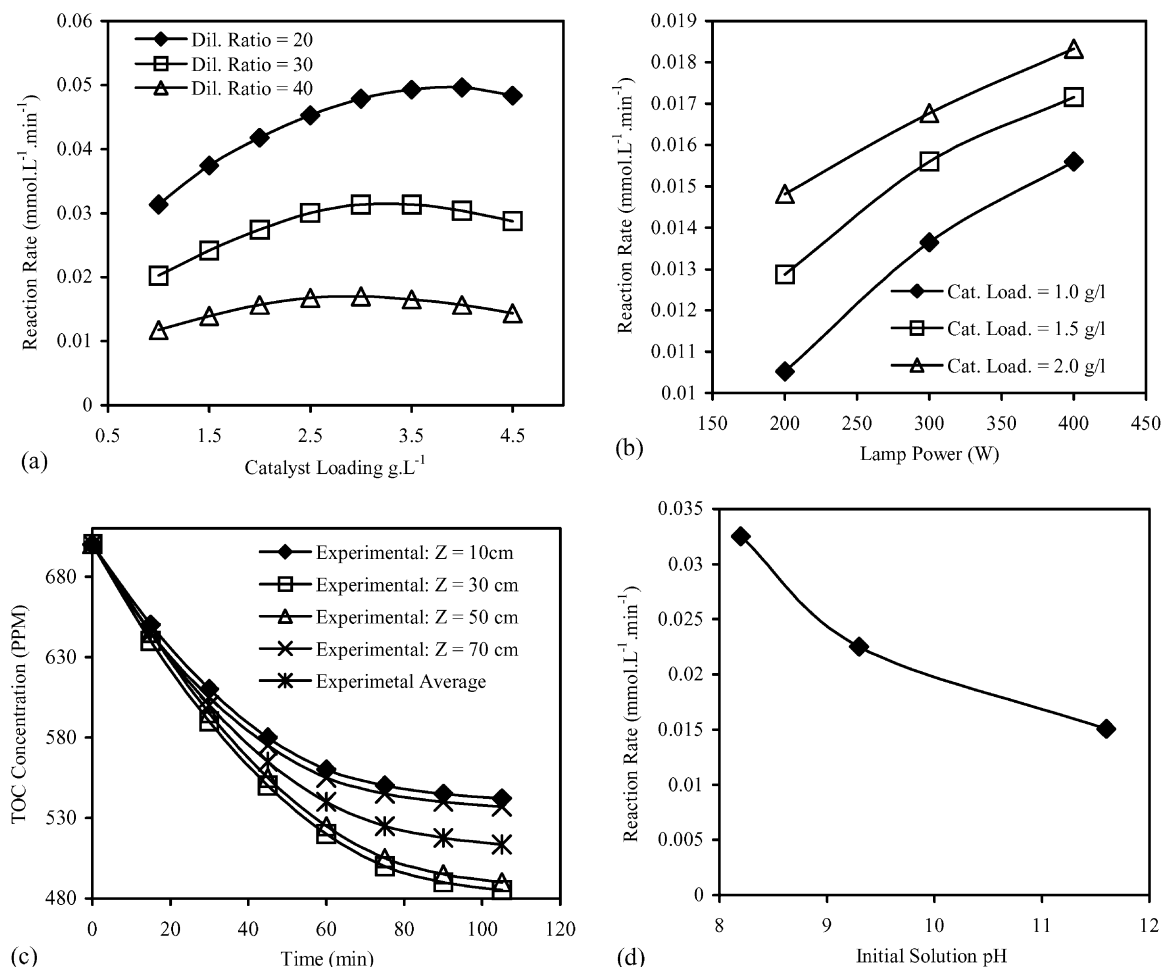 0.06
0.05
0.04
0.03
0.02
0.01
0
Reaction Rate (mmol.L⁻¹.min⁻¹)
Dil. Ratio = 20
Dil. Ratio = 30
Dil. Ratio = 40
0.5 1.5 2.5 3.5 4.5
Catalyst Loading g.L⁻¹
(a)
0.019
0.018
0.017
0.016
0.015
0.014
0.013
0.012
0.011
0.01
Reaction Rate (mmol.L⁻¹.min⁻¹)
Cat. Load. = 1.0 g/l
Cat. Load. = 1.5 g/l
Cat. Load. = 2.0 g/l
150 200 250 300 350 400 450
Lamp Power (W)
(b)
680
630
580
530
480
TOC Concentration (PPM)
Experimental: Z = 10cm
Experimental: Z = 30 cm
Experimental: Z = 50 cm
Experimental: Z = 70 cm
Experimetal Average
0 20 40 60 80 100 120
Time (min)
(c)
0.035
0.03
0.025
0.02
0.015
0.01
0.005
0
Reaction Rate (mmol.L⁻¹.min⁻¹)
8 9 10 11 12
Initial Solution pH
(d)